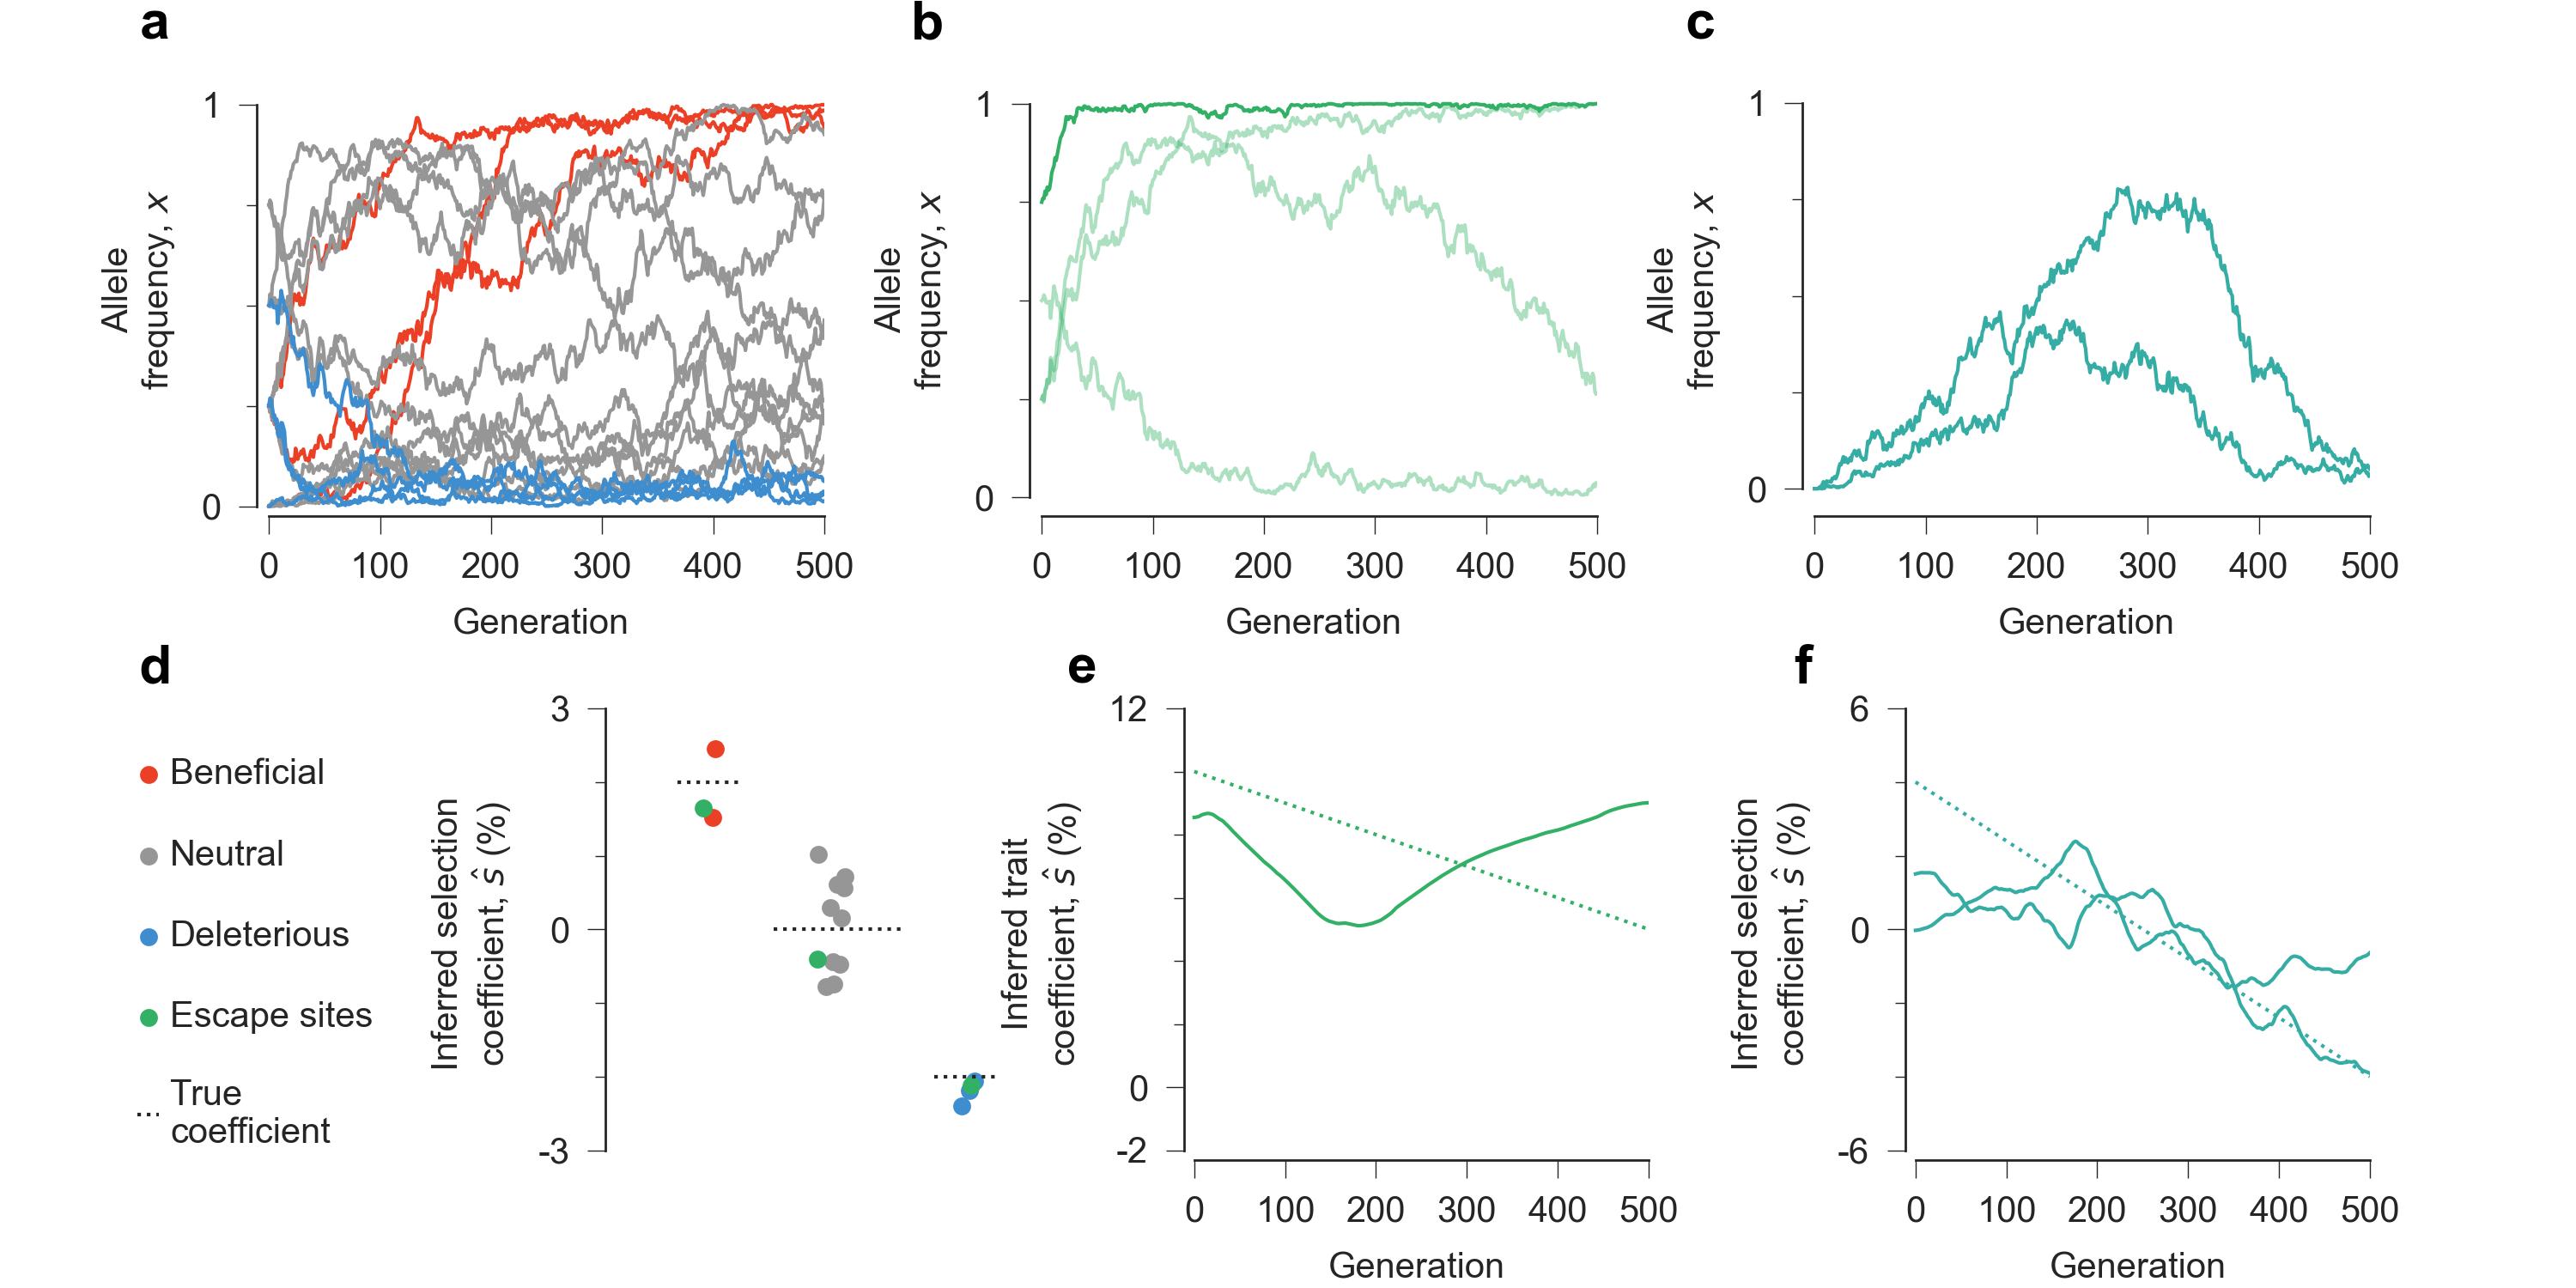 a
1
0
Allele
frequency, x
0 100 200 300 400 500
Generation
b
1
0
Allele
frequency, x
0 100 200 300 400 500
Generation
c
1
0
Allele
frequency, x
0 100 200 300 400 500
Generation
d
Beneficial
Neutral
Deleterious
Escape sites
True
coefficient
3
0
-3
Inferred selection
coefficient, ŝ (%)
e
12
0
-2
Inferred trait
coefficient, ŝ (%)
0 100 200 300 400 500
Generation
f
6
0
-6
Inferred selection
coefficient, ŝ (%)
0 100 200 300 400 500
Generation